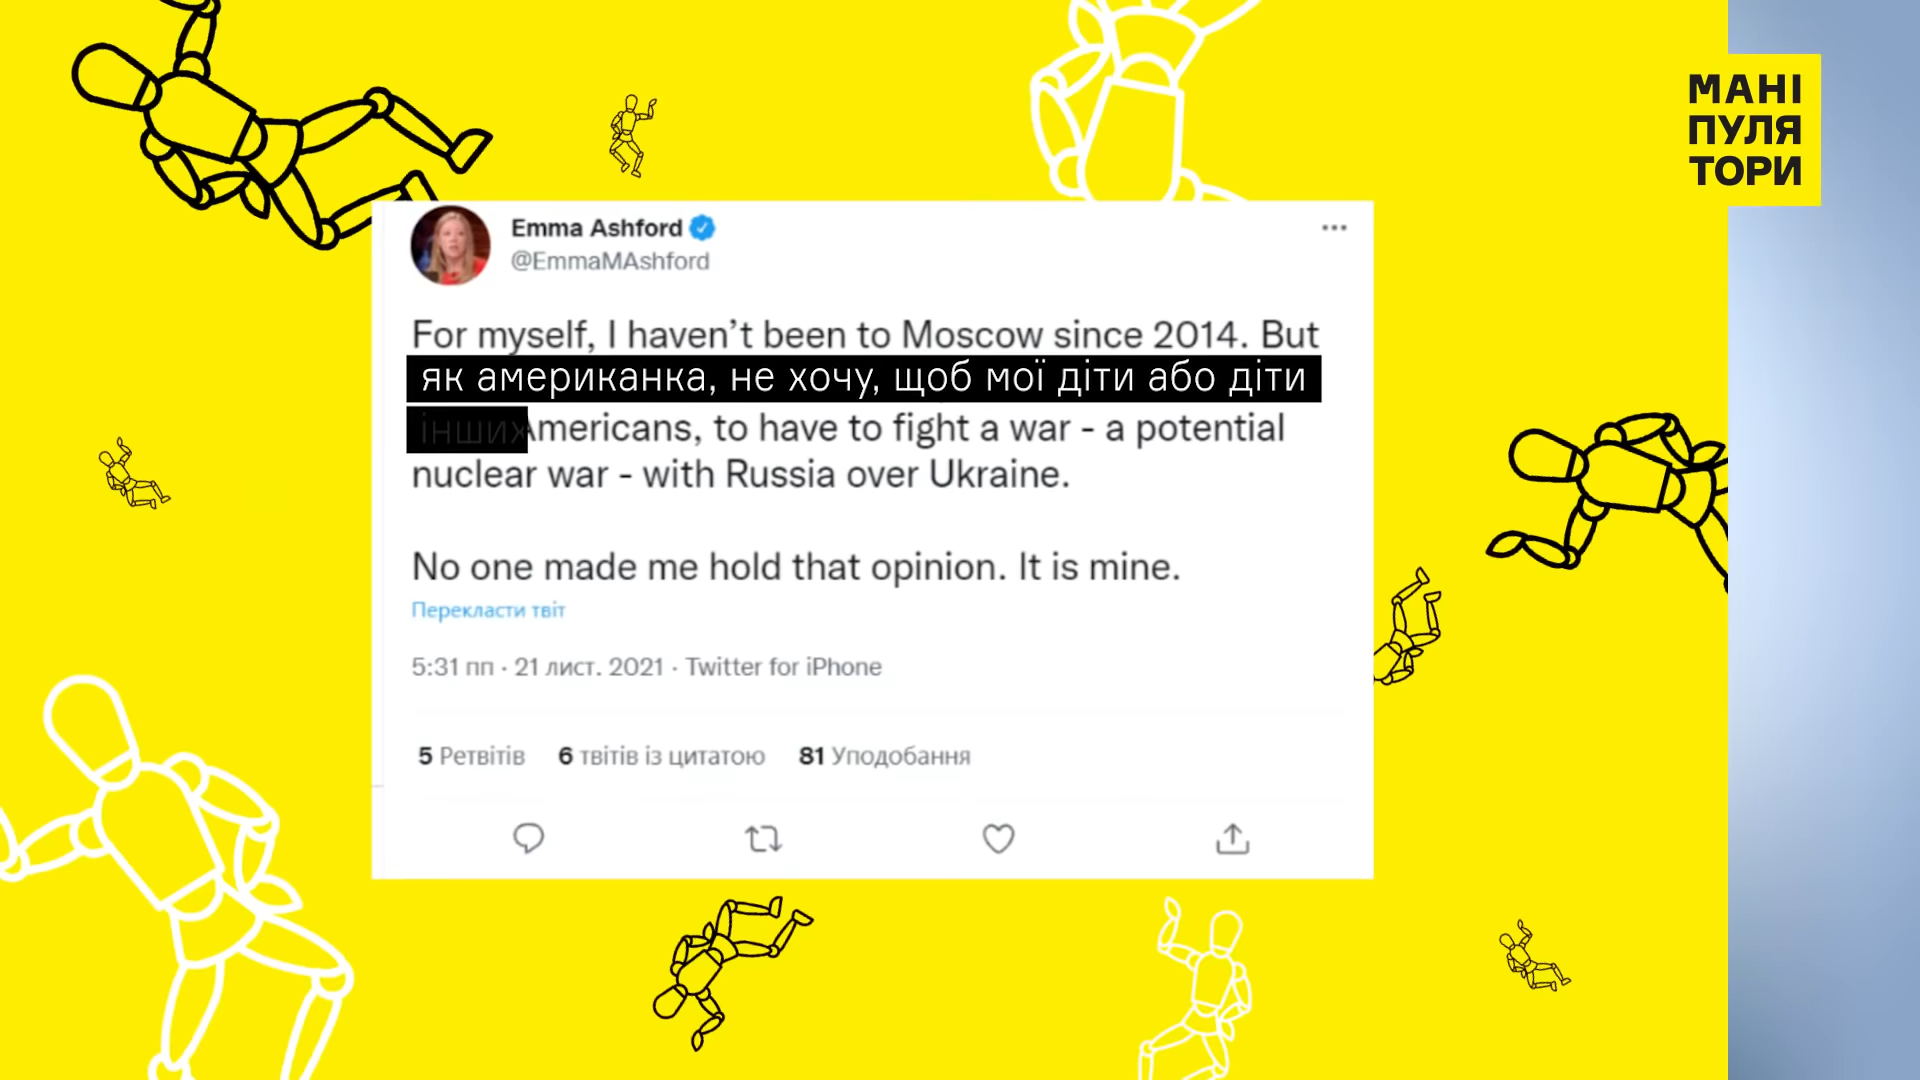 МАНІ
ПУЛЯ
ТОРИ
Emma Ashford
@EmmaMAshford
For myself, I haven’t been to Moscow since 2014. But
як американка, не хочу, щоб мої діти або діти
інших Americans, to have to fight a war - a potential
nuclear war - with Russia over Ukraine.
No one made me hold that opinion. It is mine.
Перекласти твіт
5:31 пп · 21 лист. 2021 · Twitter for iPhone
5 Ретвітів 6 твітів із цитатою 81 Уподобання